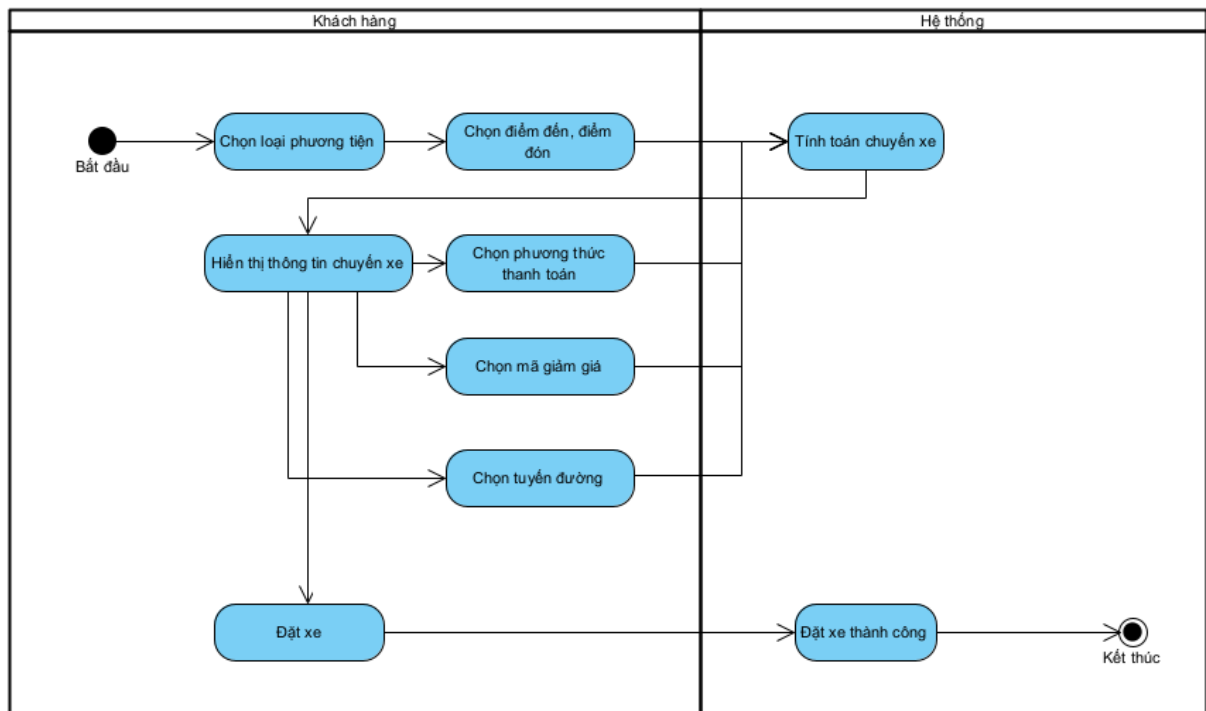 Khách hàng
Hệ thống
Bắt đầu
Chọn loại phương tiện
Chọn điểm đến, điểm
đón
Tính toán chuyến xe
Hiển thị thông tin chuyến xe
Chọn phương thức
thanh toán
Chọn mã giảm giá
Chọn tuyến đường
Đặt xe
Đặt xe thành công
Kết thúc